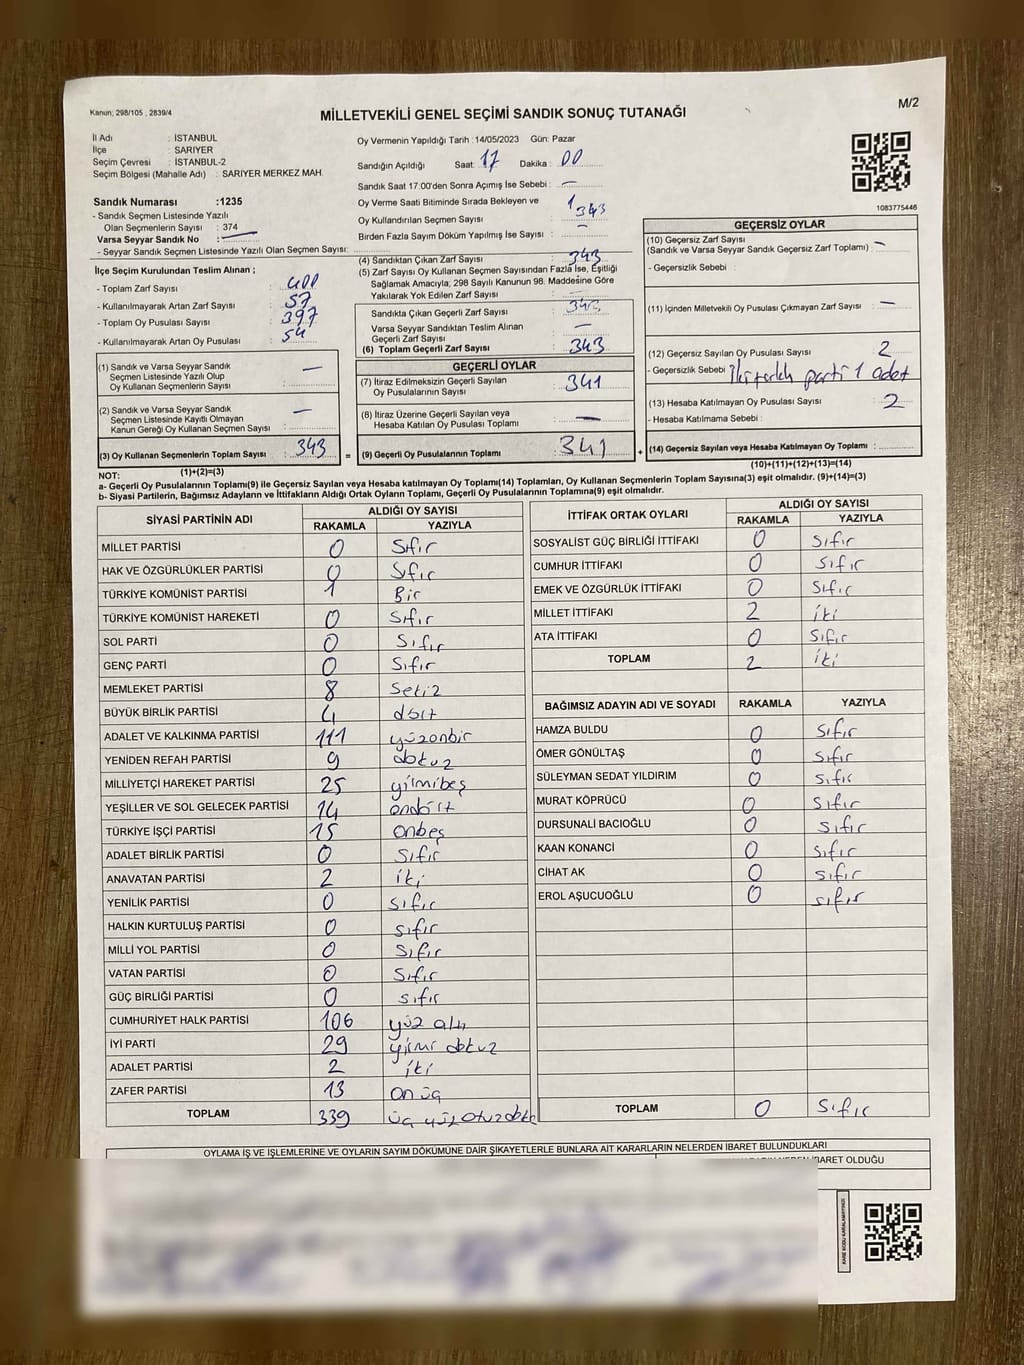 Kanun; 298/105 , 2839/4
M/2
MİLLETVEKİLİ GENEL SEÇİMİ SANDIK SONUÇ TUTANAĞI
İl Adı : İSTANBUL
İlçe : SARIYER
Seçim Çevresi : İSTANBUL-2
Seçim Bölgesi (Mahalle Adı) : SARIYER MERKEZ MAH.
Sandık Numarası :1235
- Sandık Seçmen Listesinde Yazılı
Olan Seçmenlerin Sayısı : 374
Varsa Seyyar Sandık No :
- Seyyar Sandık Seçmen Listesinde Yazılı Olan Seçmen Sayısı:
Oy Vermenin Yapıldığı Tarih :14/05/2023 Gün: Pazar
Sandığın Açıldığı Saat: 17 Dakika : 00
Sandık Saat 17:00'den Sonra Açımış İse Sebebi : —
Oy Verme Saati Bitiminde Sırada Bekleyen ve
Oy Kullandırılan Seçmen Sayısı
Birden Fazla Sayım Döküm Yapılmış İse Sayısı : —
1083775446
İlçe Seçim Kurulundan Teslim Alınan ;
- Toplam Zarf Sayısı : 400
- Kullanılmayarak Artan Zarf Sayısı : 57
- Toplam Oy Pusulası Sayısı : 397
- Kullanılmayarak Artan Oy Pusulası : 54
(4) Sandıktan Çıkan Zarf Sayısı : 343
(5) Zarf Sayısı Oy Kullanan Seçmen Sayısından Fazla İse, Eşitliği
Sağlamak Amacıyla, 298 Sayılı Kanunun 98. Maddesine Göre
Yakılarak Yok Edilen Zarf Sayısı :
Sandıkta Çıkan Geçerli Zarf Sayısı :
Varsa Seyyar Sandıktan Teslim Alınan
Geçerli Zarf Sayısı : —
(6) Toplam Geçerli Zarf Sayısı : 343
GEÇERSİZ OYLAR
(10) Geçersiz Zarf Sayısı
(Sandık ve Varsa Seyyar Sandık Geçersiz Zarf Toplamı) : —
- Geçersizlik Sebebi :
(11) İçinden Milletvekili Oy Pusulası Çıkmayan Zarf Sayısı : —
(12) Geçersiz Sayılan Oy Pusulası Sayısı : 2
- Geçersizlik Sebebi parti 1 adet
(13) Hesaba Katılmayan Oy Pusulası Sayısı : 2
- Hesaba Katılmama Sebebi :
(14) Geçersiz Sayılan veya Hesaba Katılmayan Oy Toplamı :
(10)+(11)+(12)+(13)=(14)
(1) Sandık ve Varsa Seyyar Sandık
Seçmen Listesinde Yazılı Olup
Oy Kullanan Seçmenlerin Sayısı : —
(2) Sandık ve Varsa Seyyar Sandık
Seçmen Listesinde Kayıtlı Olmayan
Kanun Gereği Oy Kullanan Seçmen Sayısı : —
(3) Oy Kullanan Seçmenlerin Toplam Sayısı : 343 =
(1)+(2)=(3)
GEÇERLİ OYLAR
(7) İtiraz Edilmeksizin Geçerli Sayılan
Oy Pusulalarının Sayısı : 341
(8) İtiraz Üzerine Geçerli Sayılan veya
Hesaba Katılan Oy Pusulası Toplamı : —
(9) Geçerli Oy Pusulalarının Toplamı : 341 +
NOT:
a- Geçerli Oy Pusulalarının Toplamı(9) ile Geçersiz Sayılan veya Hesaba katılmayan Oy Toplamı(14) Toplamları, Oy Kullanan Seçmenlerin Toplam Sayısına(3) eşit olmalıdır. (9)+(14)=(3)
b- Siyasi Partilerin, Bağımsız Adayların ve İttifakların Aldığı Ortak Oyların Toplamı, Geçerli Oy Pusulalarının Toplamına(9) eşit olmalıdır.
SİYASİ PARTİNİN ADI ALDIĞI OY SAYISI
RAKAMLA YAZIYLA
MİLLET PARTİSİ 0 Sıfır
HAK VE ÖZGÜRLÜKLER PARTİSİ 0 Sıfır
TÜRKİYE KOMÜNİST PARTİSİ 1 Bir
TÜRKİYE KOMÜNİST HAREKETİ 0 Sıfır
SOL PARTİ 0 Sıfır
GENÇ PARTİ 0 Sıfır
MEMLEKET PARTİSİ 8 Sekiz
BÜYÜK BİRLİK PARTİSİ 4 dört
ADALET VE KALKINMA PARTİSİ 111 yüzonbir
YENİDEN REFAH PARTİSİ 9 dokuz
MİLLİYETÇİ HAREKET PARTİSİ 25 yirmibeş
YEŞİLLER VE SOL GELECEK PARTİSİ 14 ondört
TÜRKİYE İŞÇİ PARTİSİ 15 onbeş
ADALET BİRLİK PARTİSİ 0 Sıfır
ANAVATAN PARTİSİ 2 iki
YENİLİK PARTİSİ 0 sıfır
HALKIN KURTULUŞ PARTİSİ 0 sıfır
MİLLİ YOL PARTİSİ 0 Sıfır
VATAN PARTİSİ 0 Sıfır
GÜÇ BİRLİĞİ PARTİSİ 0 sıfır
CUMHURİYET HALK PARTİSİ 106 yüz altı
İYİ PARTİ 29 yirmi dokuz
ADALET PARTİSİ 2 iki
ZAFER PARTİSİ 13 on üç
TOPLAM 339 üç yüz otuz dokuz
İTTİFAK ORTAK OYLARI ALDIĞI OY SAYISI
RAKAMLA YAZIYLA
SOSYALİST GÜÇ BİRLİĞİ İTTİFAKI 0 Sıfır
CUMHUR İTTİFAKI 0 Sıfır
EMEK VE ÖZGÜRLÜK İTTİFAKI 0 Sıfır
MİLLET İTTİFAKI 2 iki
ATA İTTİFAKI 0 Sıfır
TOPLAM 2 iki
BAĞIMSIZ ADAYIN ADI VE SOYADI RAKAMLA YAZIYLA
HAMZA BULDU 0 Sıfır
ÖMER GÖNÜLTAŞ 0 Sıfır
SÜLEYMAN SEDAT YILDIRIM 0 Sıfır
MURAT KÖPRÜCÜ 0 Sıfır
DURSUNALİ BACIOĞLU 0 Sıfır
KAAN KONANCİ 0 Sıfır
CİHAT AK 0 Sıfır
EROL AŞUCUOĞLU 0 sıfır
TOPLAM 0 Sıfır
OYLAMA İŞ VE İŞLEMLERİNE VE OYLARIN SAYIM DÖKÜMÜNE DAİR ŞİKAYETLERLE BUNLARA AİT KARARLARIN NELERDEN İBARET BULUNDUKLARI
İBARET OLDUĞU